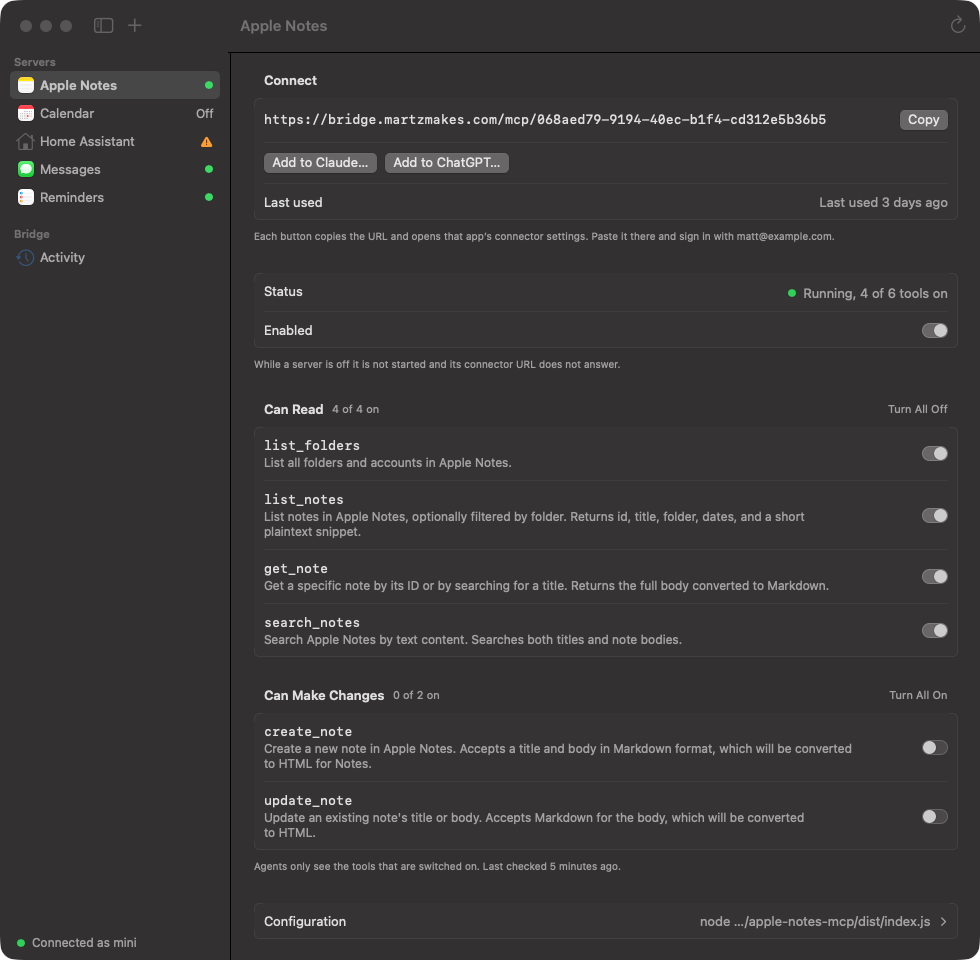 Apple Notes
Servers
Apple Notes
Calendar
Off
Home Assistant
Messages
Reminders
Bridge
Activity
Connected as mini
Connect
https://bridge.martzmakes.com/mcp/068aed79-9194-40ec-b1f4-cd312e5b36b5
Copy
Add to Claude...
Add to ChatGPT...
Last used
Last used 3 days ago
Each button copies the URL and opens that app's connector settings. Paste it there and sign in with matt@example.com.
Status
Running, 4 of 6 tools on
Enabled
While a server is off it is not started and its connector URL does not answer.
Can Read 4 of 4 on
Turn All Off
list_folders
List all folders and accounts in Apple Notes.
list_notes
List notes in Apple Notes, optionally filtered by folder. Returns id, title, folder, dates, and a short
plaintext snippet.
get_note
Get a specific note by its ID or by searching for a title. Returns the full body converted to Markdown.
search_notes
Search Apple Notes by text content. Searches both titles and note bodies.
Can Make Changes 0 of 2 on
Turn All On
create_note
Create a new note in Apple Notes. Accepts a title and body in Markdown format, which will be converted
to HTML for Notes.
update_note
Update an existing note's title or body. Accepts Markdown for the body, which will be converted
to HTML.
Agents only see the tools that are switched on. Last checked 5 minutes ago.
Configuration
node .../apple-notes-mcp/dist/index.js